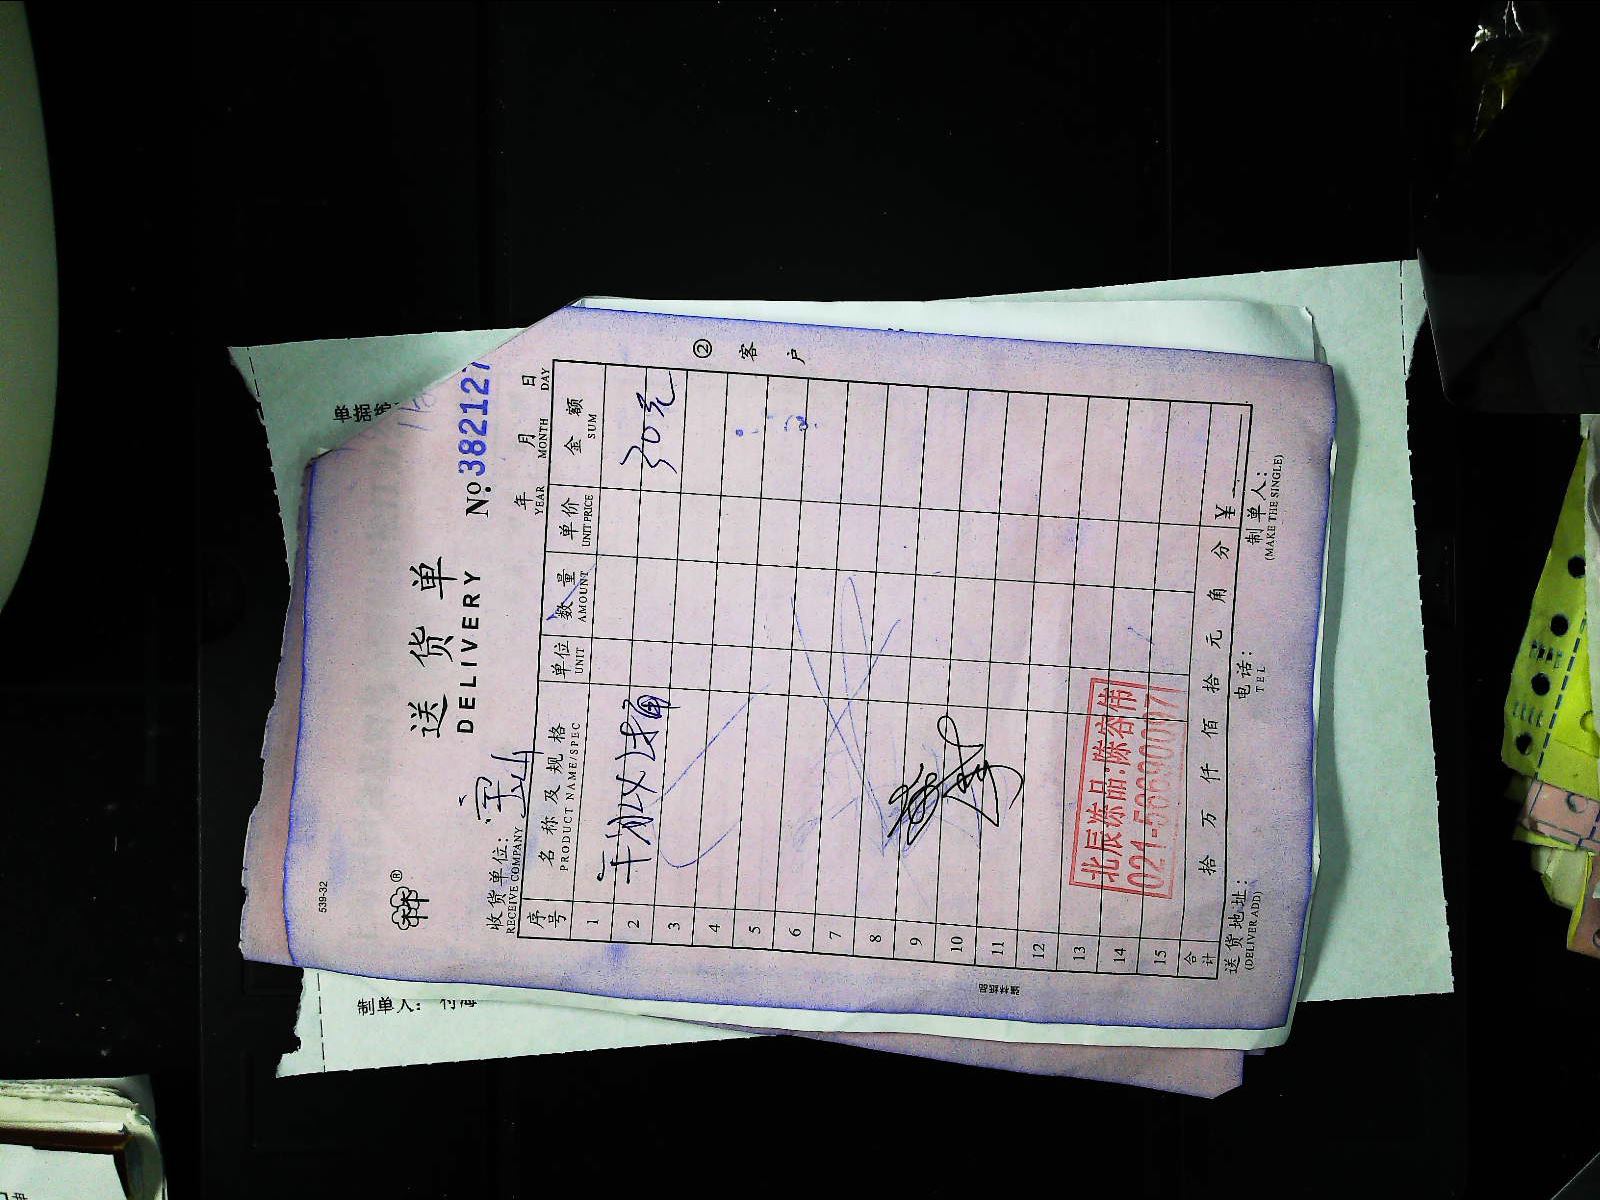 539-32
送货单
DELIVERY
№ 382127
收货单位: 宝山
RECEIVE COMPANY
年 月 日
YEAR MONTH DAY
序号 名称及规格 单位 数量 单价 金额
PRODUCT NAME/SPEC UNIT AMOUNT UNIT PRICE SUM
1
2 30元
3
4
5
6
7
8
9
10
11
12
13
14
15
北辰冻品:陈容伟
合计 拾 万 仟 佰 拾 元 角 分 ¥
送货地址: 电话: 制单人:
(DELIVER ADD) TEL (MAKE THE SINGLE)
② 客户
单据
制单人: